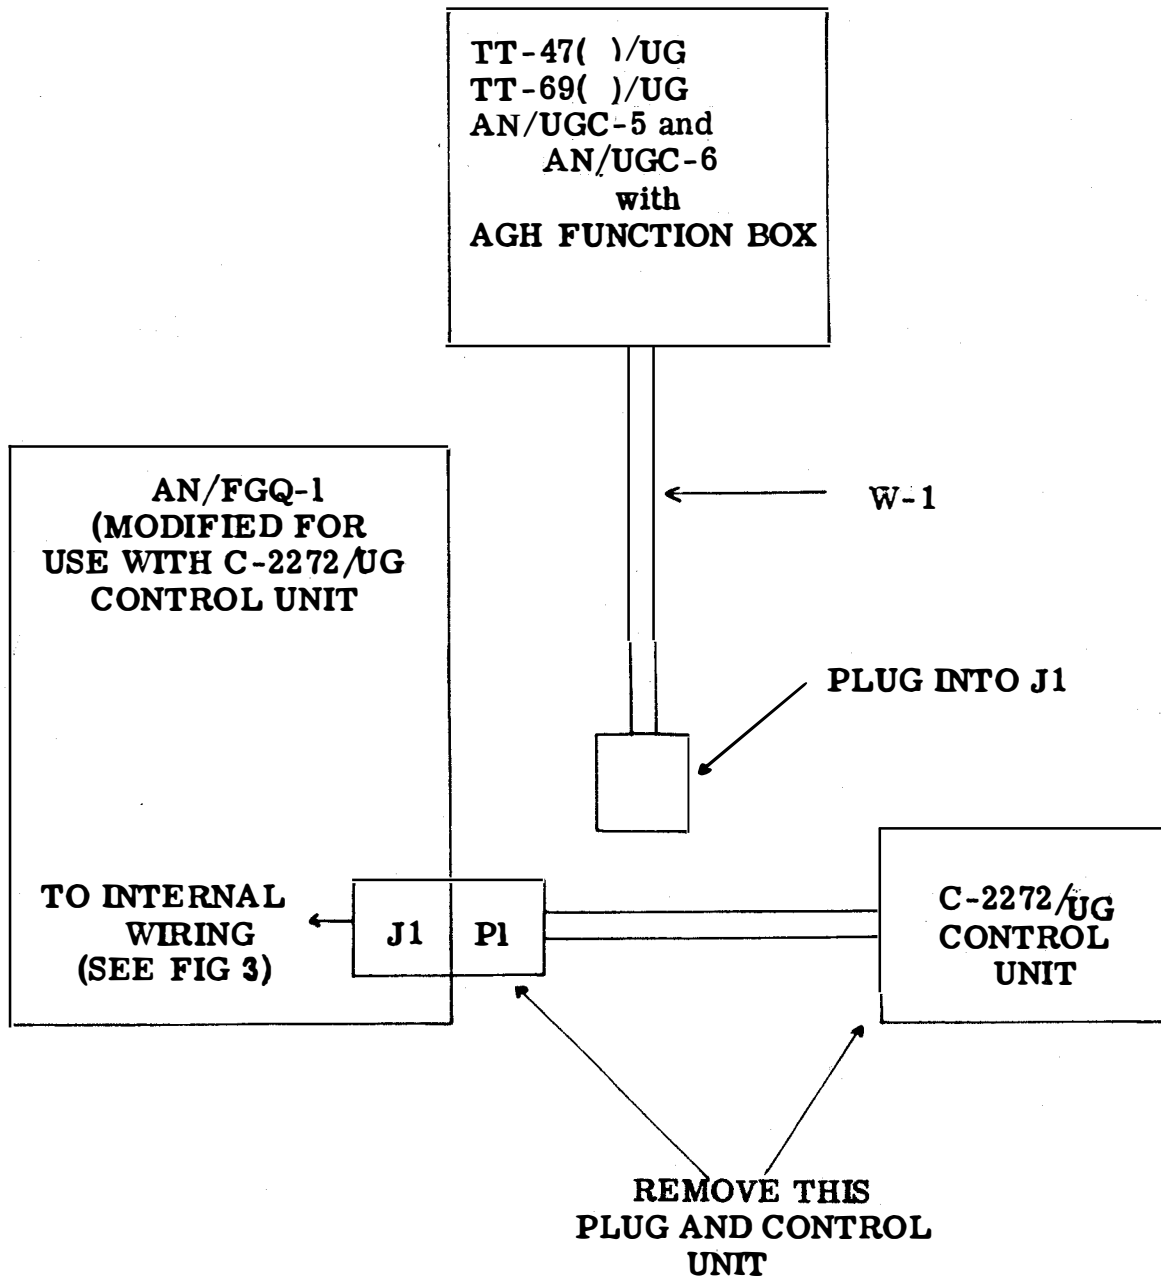 TT-47( )/UG
TT-69( )/UG
AN/UGC-5 and
AN/UGC-6
with
AGH FUNCTION BOX
AN/FGQ-1
(MODIFIED FOR
USE WITH C-2272/UG
CONTROL UNIT
W-1
PLUG INTO J1
TO INTERNAL
WIRING
(SEE FIG 3)
J1
P1
C-2272/UG
CONTROL
UNIT
REMOVE THIS
PLUG AND CONTROL
UNIT